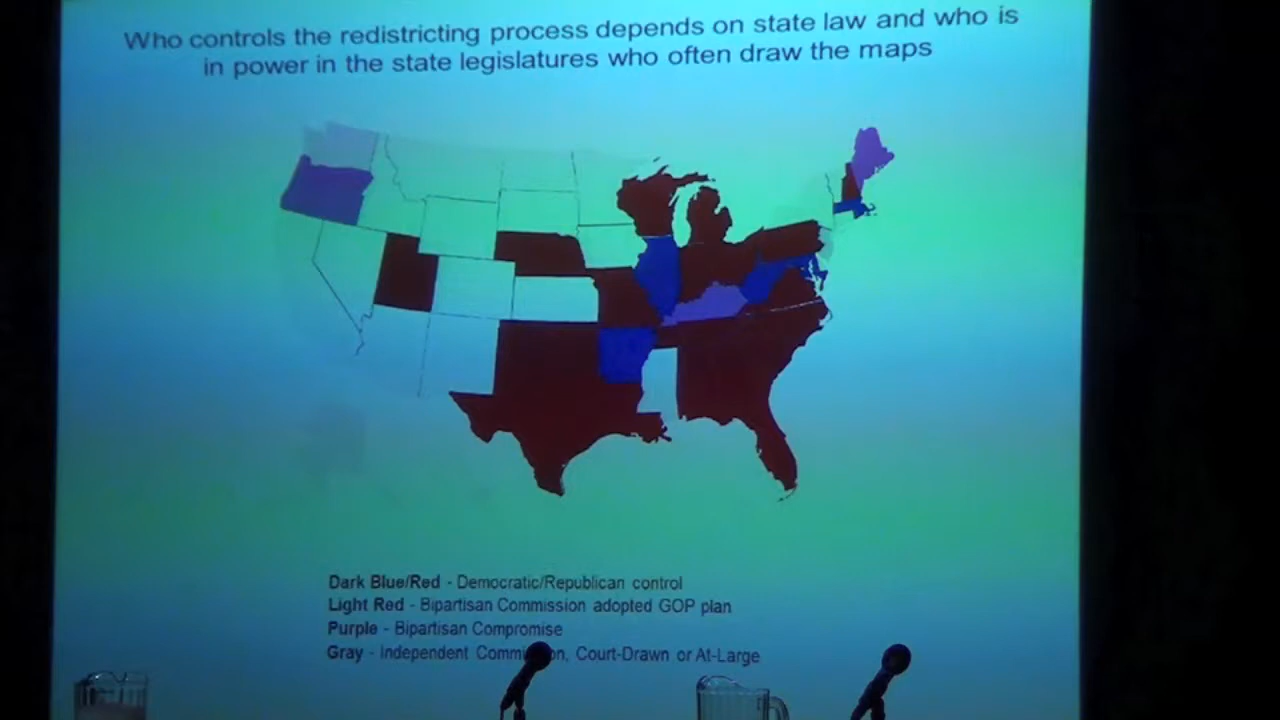 Who controls the redistricting process depends on state law and who is
in power in the state legislatures who often draw the maps
Dark Blue/Red - Democratic/Republican control
Light Red - Bipartisan Commission adopted GOP plan
Purple - Bipartisan Compromise
Gray - Independent Comm on, Court-Drawn or At-Large